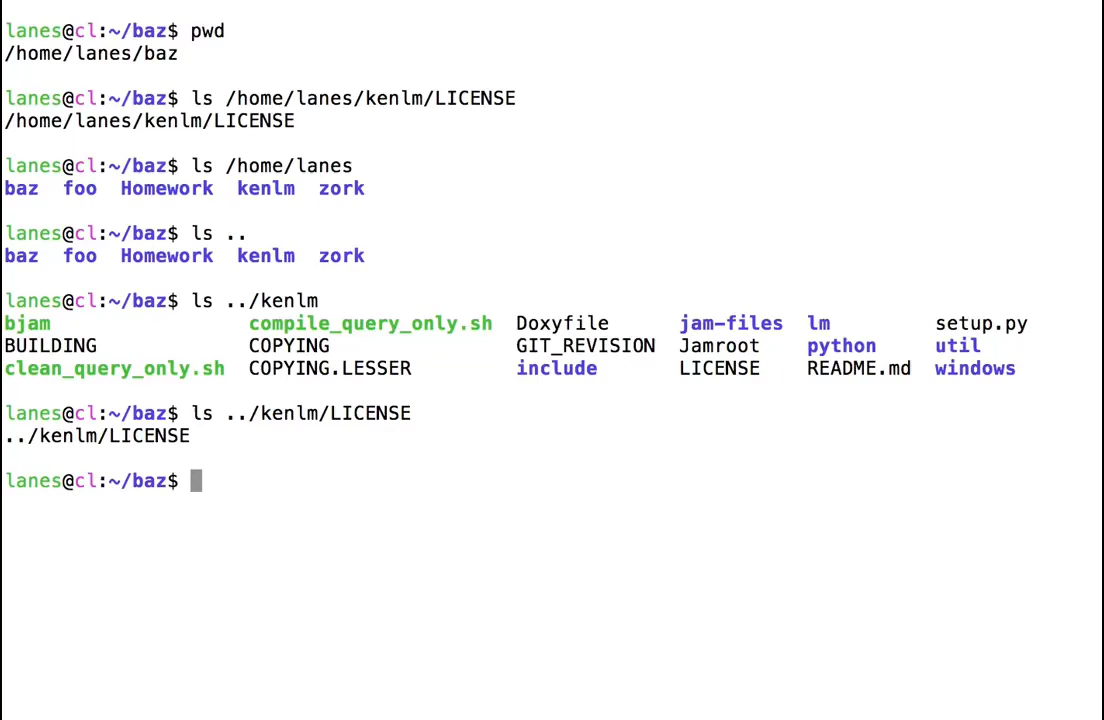 lanes@cl:~/baz$ pwd
/home/lanes/baz
lanes@cl:~/baz$ ls /home/lanes/kenlm/LICENSE
/home/lanes/kenlm/LICENSE
lanes@cl:~/baz$ ls /home/lanes
baz  foo  Homework  kenlm  zork
lanes@cl:~/baz$ ls ..
baz  foo  Homework  kenlm  zork
lanes@cl:~/baz$ ls ../kenlm
bjam                 compile_query_only.sh  Doxyfile      jam-files  lm         setup.py
BUILDING             COPYING                GIT_REVISION  Jamroot    python     util
clean_query_only.sh  COPYING.LESSER         include       LICENSE    README.md  windows
lanes@cl:~/baz$ ls ../kenlm/LICENSE
../kenlm/LICENSE
lanes@cl:~/baz$